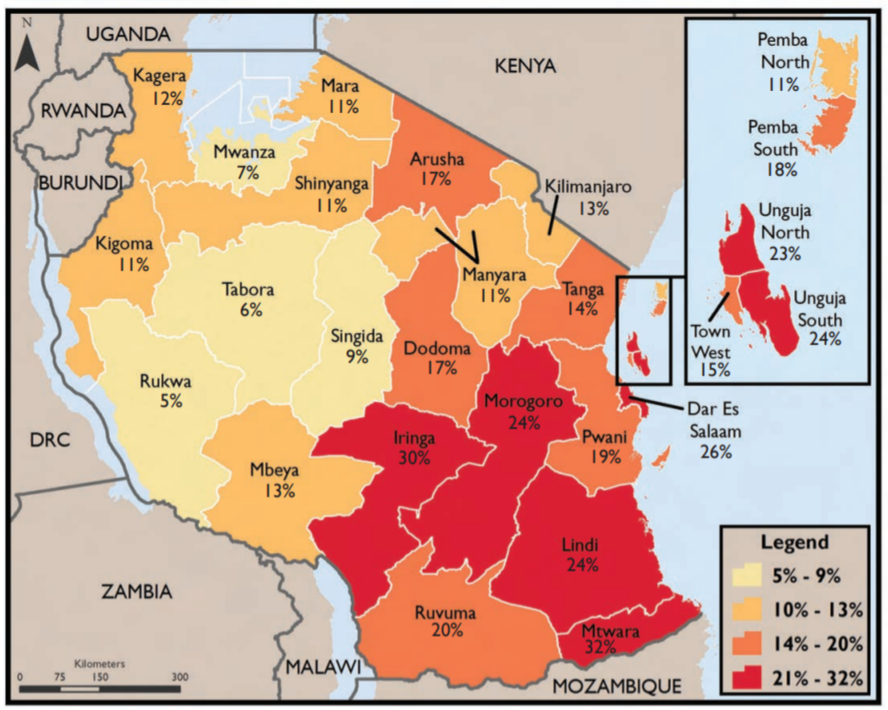 N
UGANDA
KENYA
RWANDA
BURUNDI
DRC
ZAMBIA
MALAWI
MOZAMBIQUE
Kagera
12%
Mara
11%
Mwanza
7%
Arusha
17%
Shinyanga
11%
Kilimanjaro
13%
Kigoma
11%
Manyara
11%
Tabora
6%
Tanga
14%
Singida
9%
Dodoma
17%
Rukwa
5%
Morogoro
24%
Dar Es
Salaam
26%
Iringa
30%
Pwani
19%
Mbeya
13%
Lindi
24%
Ruvuma
20%
Mtwara
32%
Pemba
North
11%
Pemba
South
18%
Unguja
North
23%
Unguja
South
24%
Town
West
15%
Legend
5% - 9%
10% - 13%
14% - 20%
21% - 32%
Kilometers
0 75 150 300